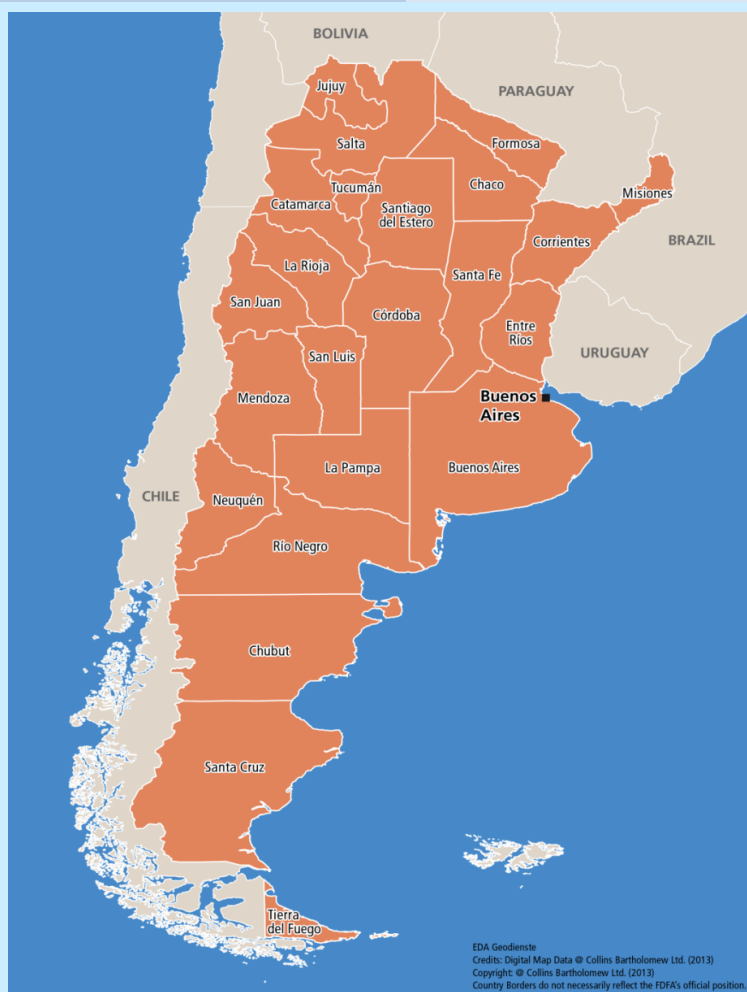 BOLIVIA
Jujuy
PARAGUAY
Salta
Formosa
Chaco
Tucumán
Misiones
Catamarca
Santiago
del Estero
Corrientes
BRAZIL
La Rioja
Santa Fe
San Juan
Córdoba
Entre
Ríos
San Luis
URUGUAY
Mendoza
Buenos
Aires
La Pampa
Buenos Aires
CHILE
Neuquén
Río Negro
Chubut
Santa Cruz
Tierra
del Fuego
EDA Geodienste
Credits: Digital Map Data @ Collins Bartholomew Ltd. (2013)
Copyright: @ Collins Bartholomew Ltd. (2013)
Country Borders do not necessarily reflect the FDFA's official position.